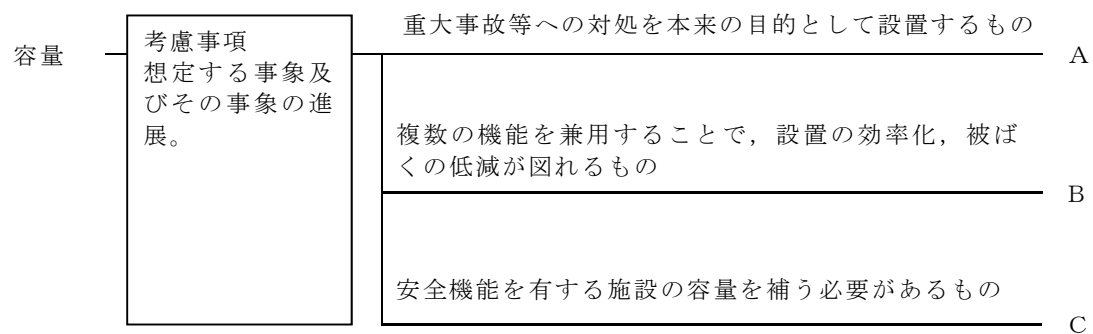 容量
考慮事項
想定する事象及
びその事象の進
展。
重大事故等への対処を本来の目的として設置するもの
A
複数の機能を兼用することで，設置の効率化，被ば
くの低減が図れるもの
B
安全機能を有する施設の容量を補う必要があるもの
C